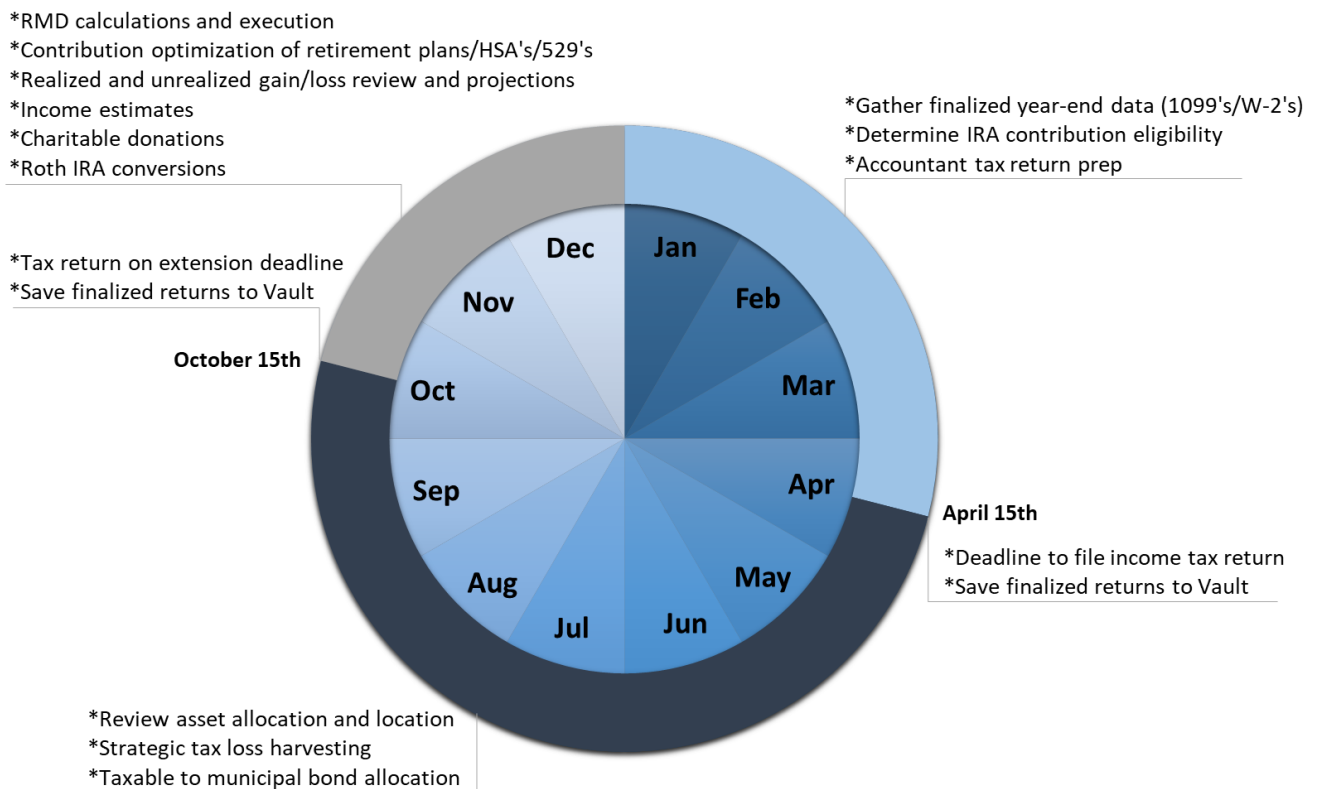 *RMD calculations and execution
*Contribution optimization of retirement plans/HSA's/529's
*Realized and unrealized gain/loss review and projections
*Income estimates
*Charitable donations
*Roth IRA conversions
*Gather finalized year-end data (1099's/W-2's)
*Determine IRA contribution eligibility
*Accountant tax return prep
*Tax return on extension deadline
*Save finalized returns to Vault
October 15th
Jan
Feb
Mar
Apr
May
Jun
Jul
Aug
Sep
Oct
Nov
Dec
April 15th
*Deadline to file income tax return
*Save finalized returns to Vault
*Review asset allocation and location
*Strategic tax loss harvesting
*Taxable to municipal bond allocation